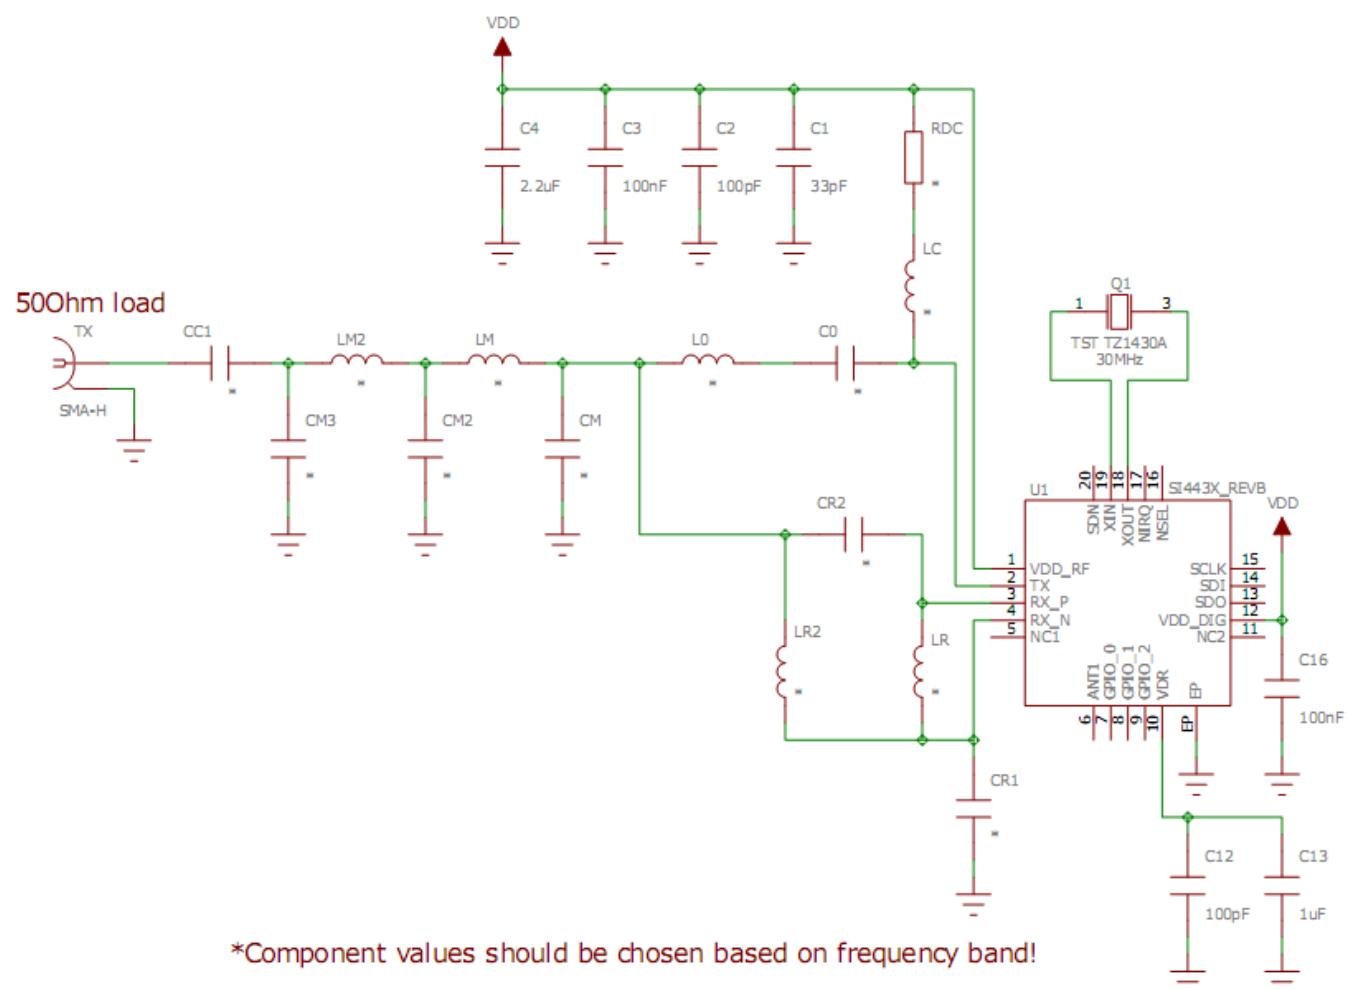 VDD
C4
C3
C2
C1
RDC
2.2uF
100nF
100pF
33pF
*
LC
*
50Ohm load
TX
CC1
LM2
LM
L0
C0
*
*
*
*
*
SMA-H
CM3
CM2
CM
*
*
*
Q1
1
3
TST TZ1430A
30MHz
CR2
*
LR2
LR
*
*
CR1
*
U1
SI443X_REVB
VDD
20
19
18
17
16
SDN
XIN
XOUT
NIRQ
NSEL
1
VDD_RF
2
TX
3
RX_P
4
RX_N
5
NC1
SCLK
15
SDI
14
SDO
13
VDD_DIG
12
NC2
11
ANT1
GPIO_0
GPIO_1
GPIO_2
VDR
EP
6
7
8
9
10
EP
C16
100nF
C12
100pF
C13
1uF
*Component values should be chosen based on frequency band!